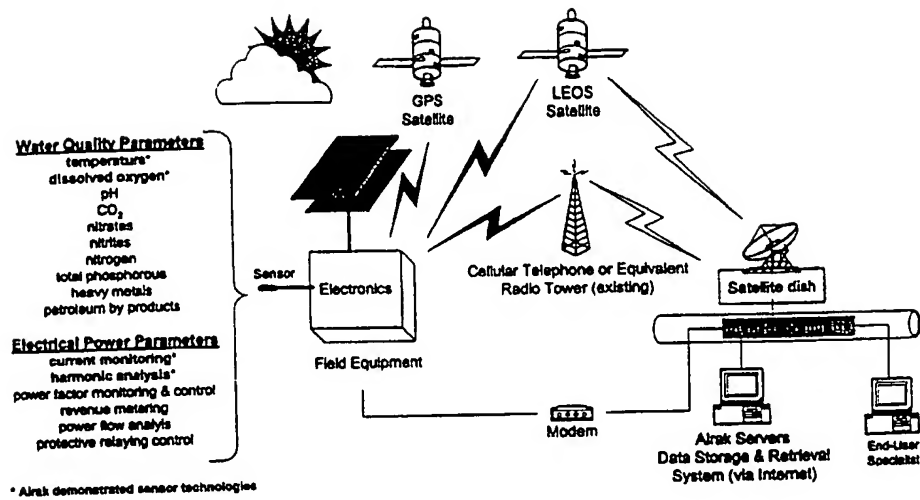 GPS
Satellite
LEOS
Satellite
Water Quality Parameters
temperature*
dissolved oxygen*
pH
CO₂
nitrates
nitrites
nitrogen
total phosphorous
heavy metals
petroleum by products
Sensor
Electronics
Field Equipment
Cellular Telephone or Equivalent
Radio Tower (existing)
Satellite dish
Electrical Power Parameters
current monitoring*
harmonic analysis*
power factor monitoring & control
revenue metering
power flow analyis
protective relaying control
Modem
Airak Servers
Data Storage & Retrieval
System (via Internet)
End-User
Specialist
* Airak demonstrated sensor technologies